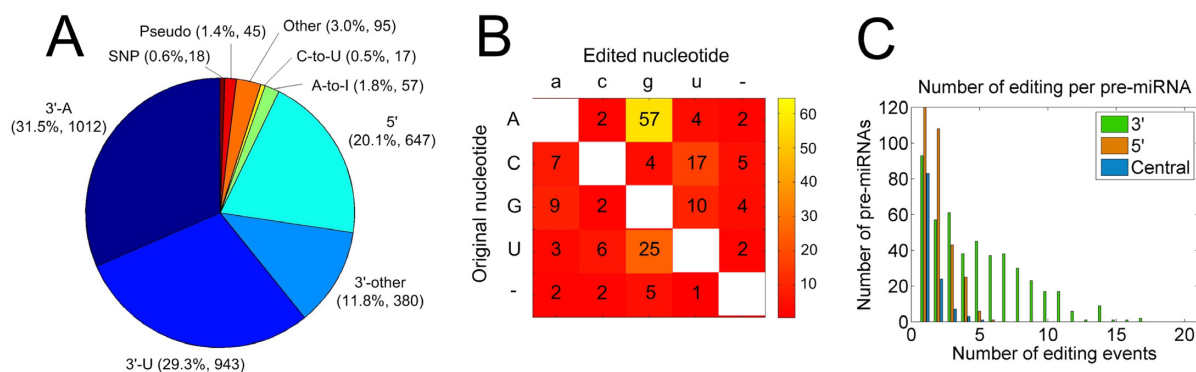 A
Pseudo (1.4%, 45)
Other (3.0%, 95)
SNP (0.6%,18)
C-to-U (0.5%, 17)
A-to-I (1.8%, 57)
3'-A
(31.5%, 1012)
5'
(20.1%, 647)
3'-other
(11.8%, 380)
3'-U (29.3%, 943)
B
Edited nucleotide
a c g u -
Original nucleotide
A 2 57 4 2
C 7 4 17 5
G 9 2 10 4
U 3 6 25 2
- 2 2 5 1
60
50
40
30
20
10
C
Number of editing per pre-miRNA
Number of pre-miRNAs
120
100
80
60
40
20
0
3'
5'
Central
0 5 10 15 20
Number of editing events